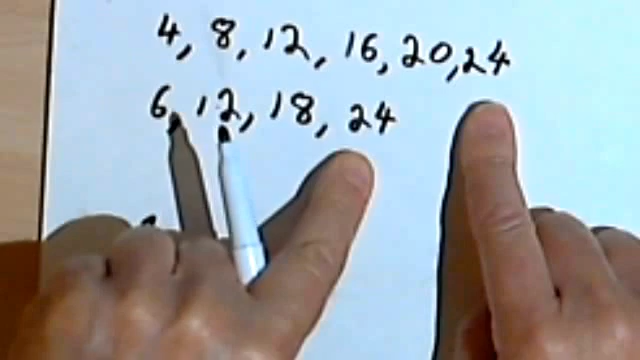 4, 8, 12, 16, 20, 24
6, 12, 18, 24